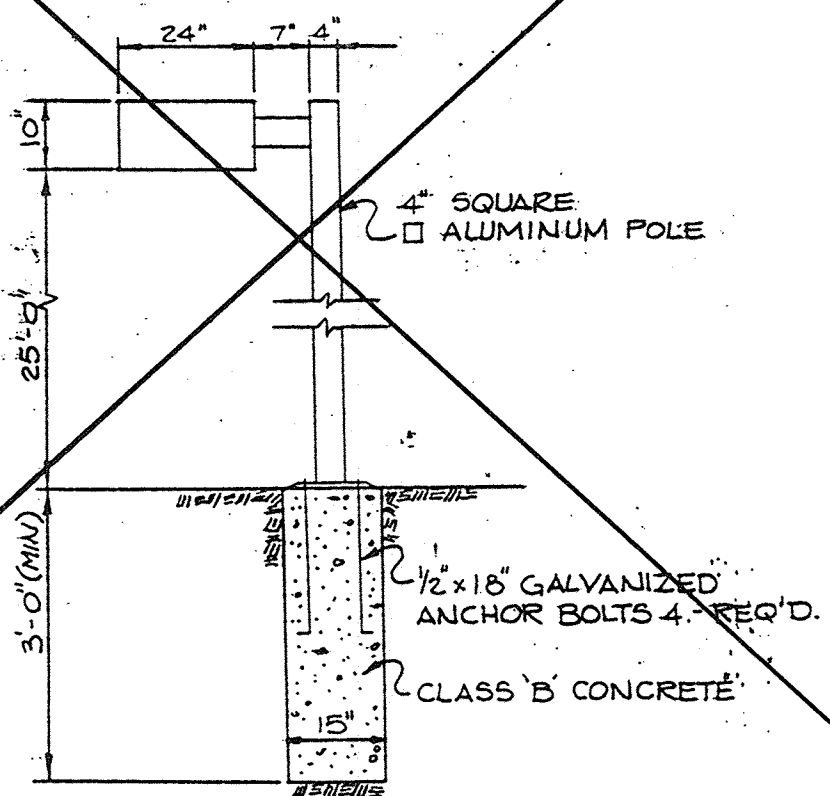 24" 7" 4"
10"
4" SQUARE
□ ALUMINUM POLE
25'-0"
3'-0" (MIN)
1/2" x 18" GALVANIZED
ANCHOR BOLTS 4.-REQ'D.
CLASS 'B' CONCRETE
15"